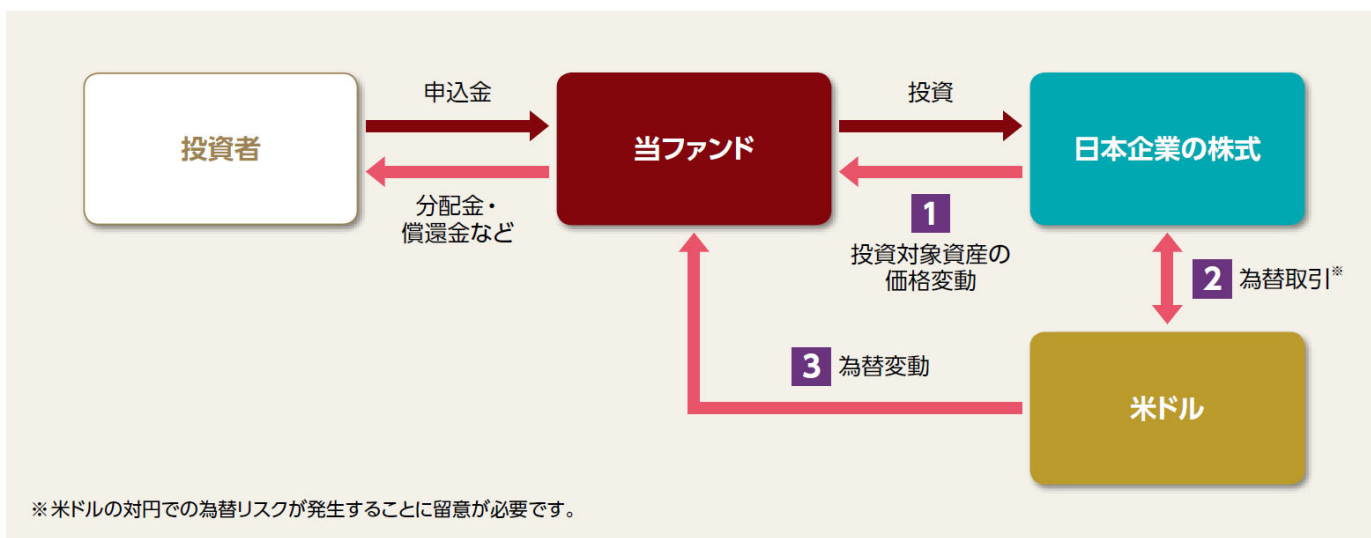 申込金
投資
投資者
当ファンド
日本企業の株式
分配金・
償還金など
1
投資対象資産の
価格変動
2 為替取引※
3 為替変動
米ドル
※米ドルの対円での為替リスクが発生することに留意が必要です。